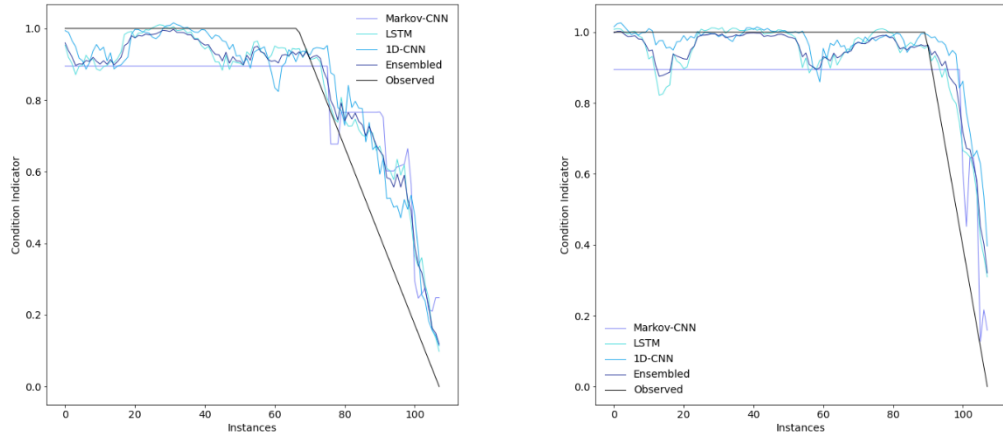 1.0
0.8
0.6
0.4
0.2
0.0
Condition Indicator
Markov-CNN
LSTM
1D-CNN
Ensembled
Observed
0 20 40 60 80 100
Instances
1.0
0.8
0.6
0.4
0.2
0.0
Condition Indicator
Markov-CNN
LSTM
1D-CNN
Ensembled
Observed
0 20 40 60 80 100
Instances